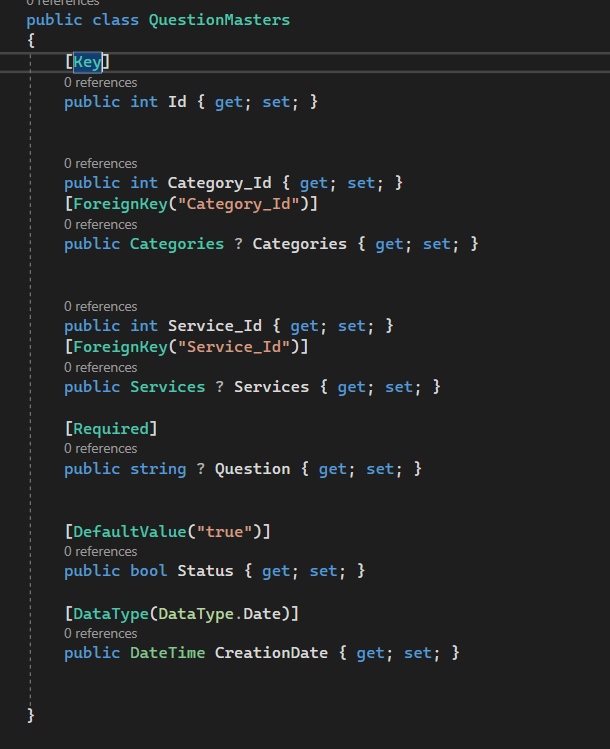 0 references
public class QuestionMasters
{
[Key]
0 references
public int Id { get; set; }
0 references
public int Category_Id { get; set; }
[ForeignKey("Category_Id")]
0 references
public Categories ? Categories { get; set; }
0 references
public int Service_Id { get; set; }
[ForeignKey("Service_Id")]
0 references
public Services ? Services { get; set; }
[Required]
0 references
public string ? Question { get; set; }
[DefaultValue("true")]
0 references
public bool Status { get; set; }
[DataType(DataType.Date)]
0 references
public DateTime CreationDate { get; set; }
}